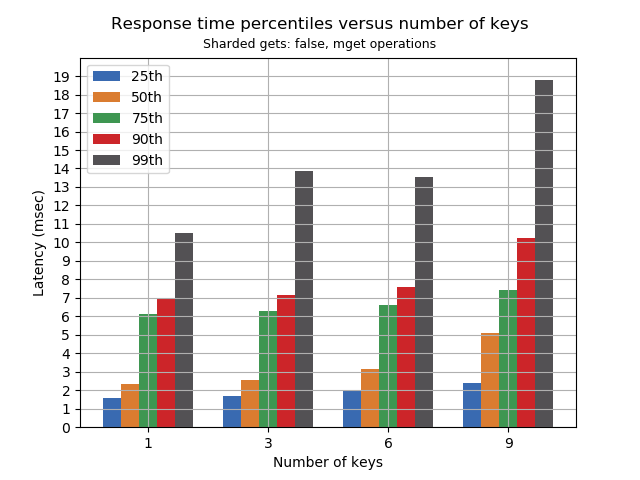 Response time percentiles versus number of keys
Sharded gets: false, mget operations
19
18
17
16
15
14
13
12
11
10
9
8
7
6
5
4
3
2
1
0
Latency (msec)
25th
50th
75th
90th
99th
1 3 6 9
Number of keys